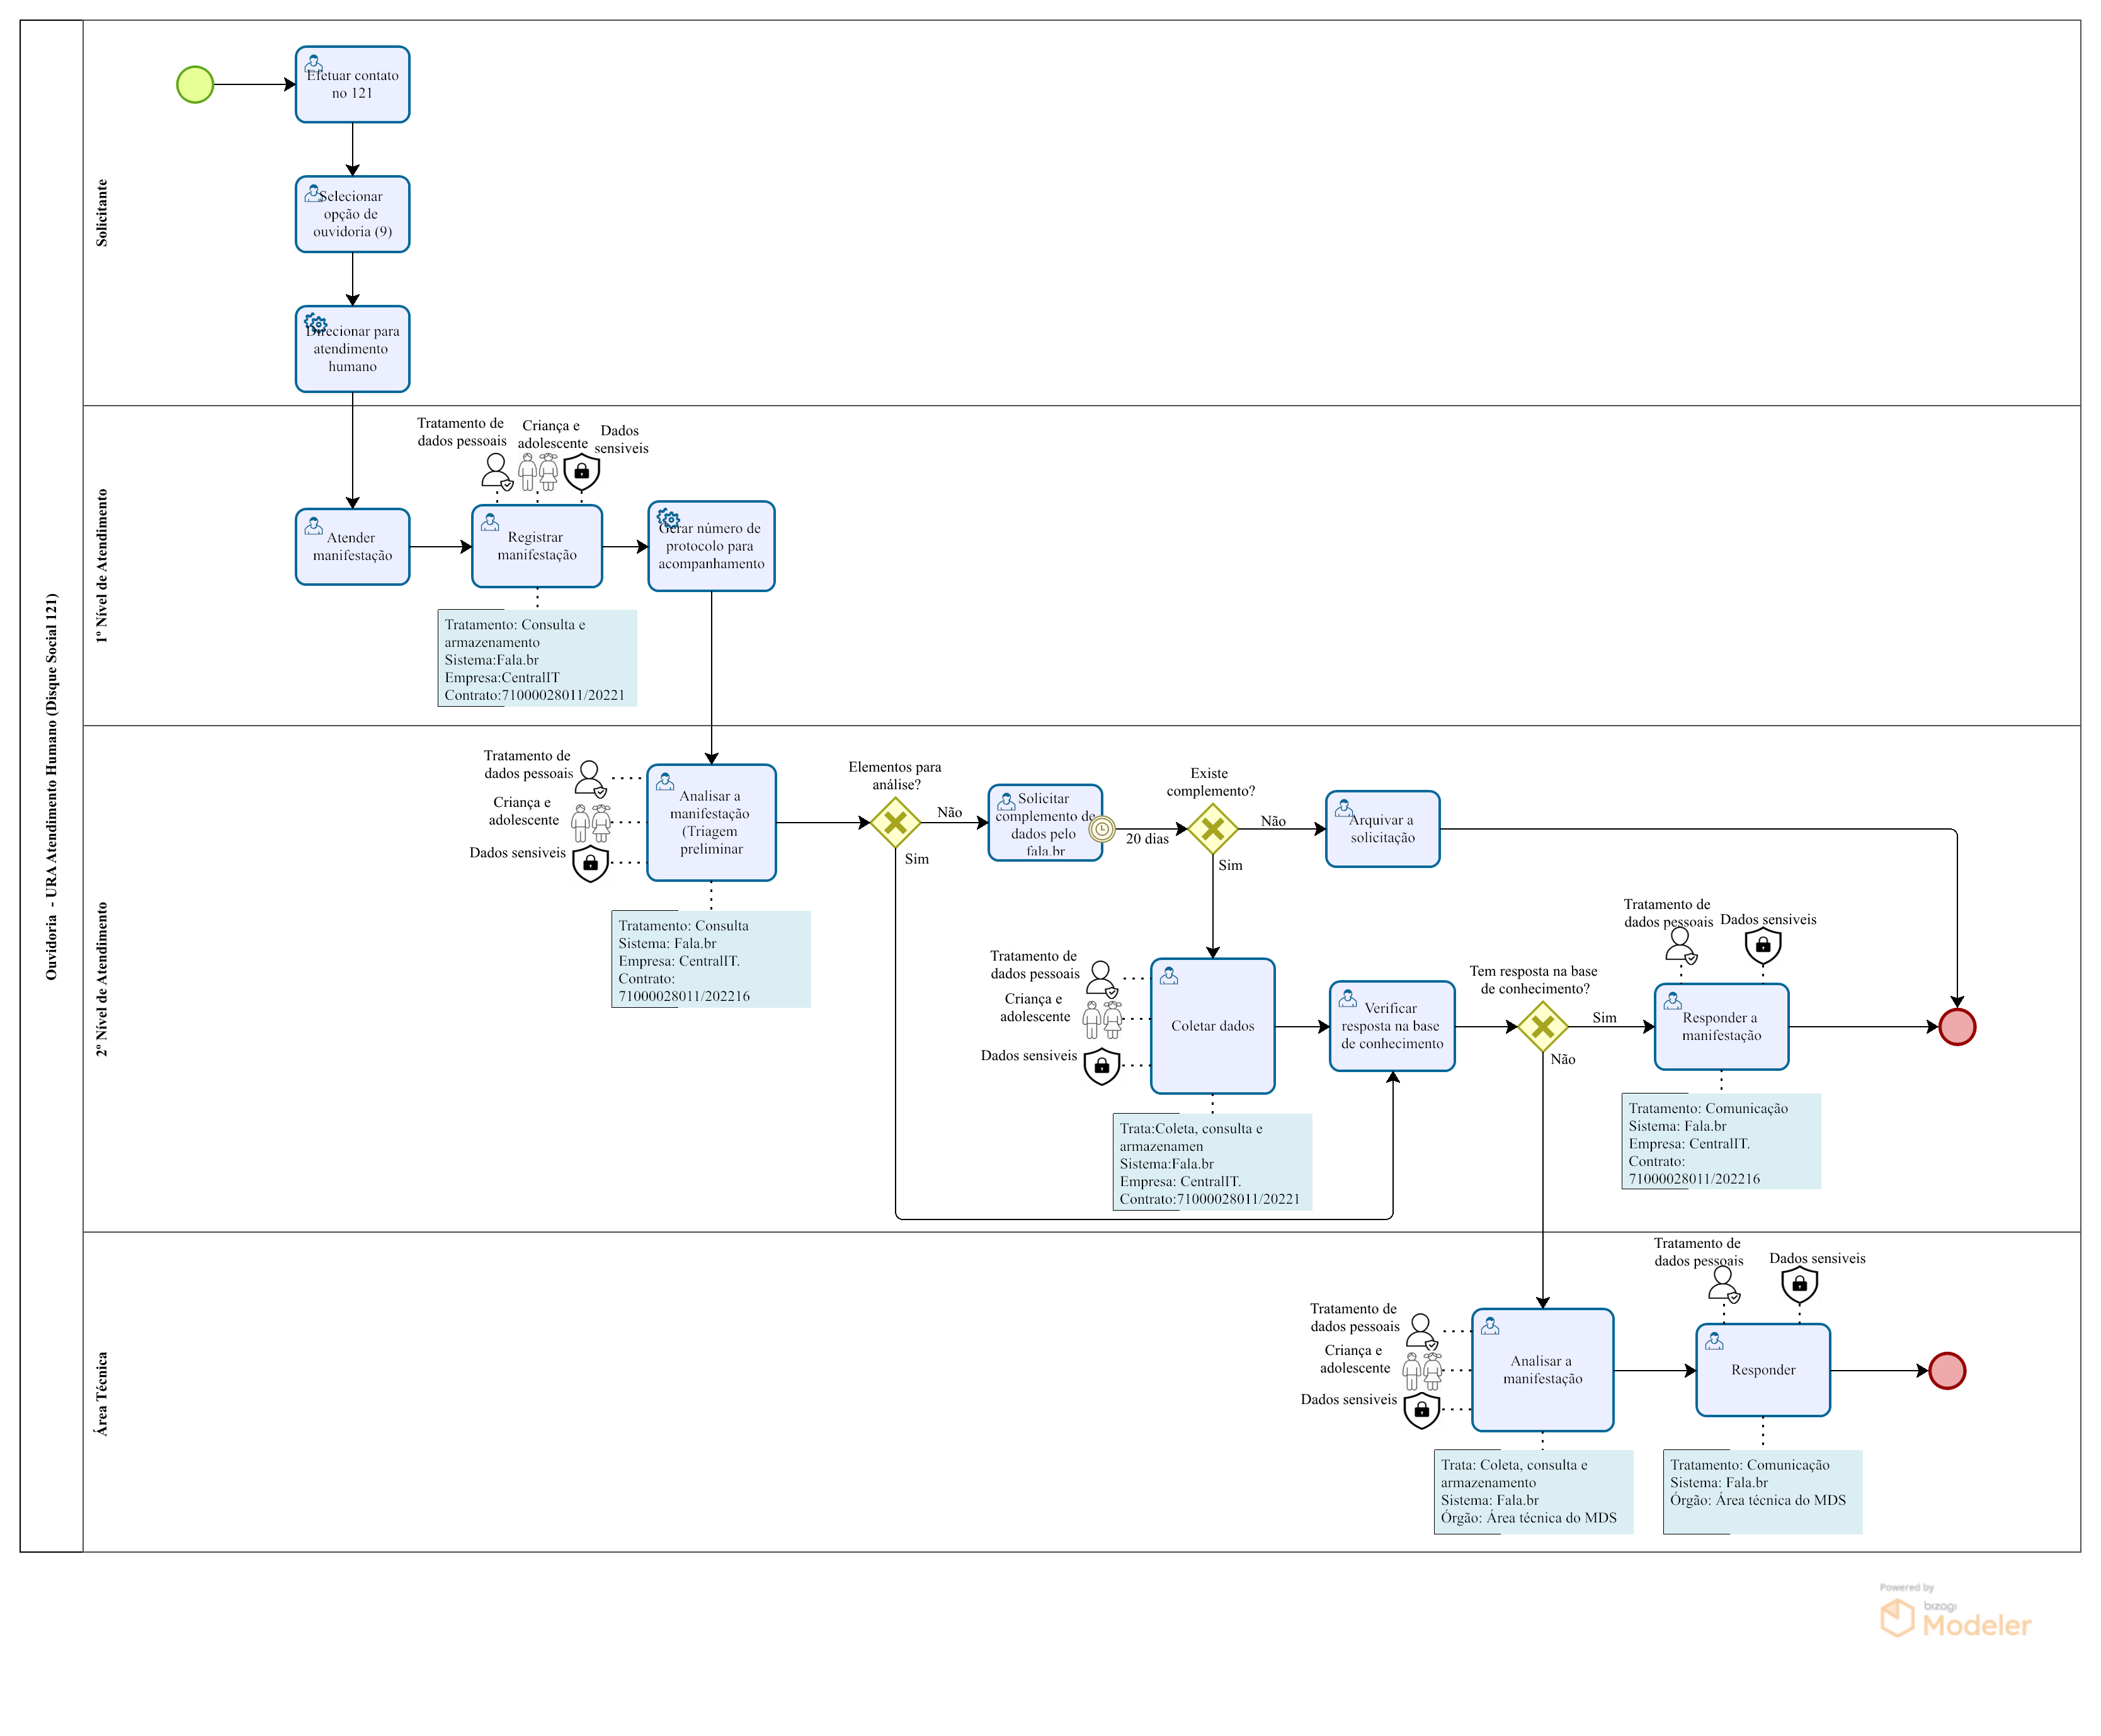 Ouvidoria - URA Atendimento Humano (Disque Social 121)
Solicitante
Efetuar contato
no 121
Selecionar
opção de
ouvidoria (9)
Direcionar para
atendimento
humano
1º Nível de Atendimento
Tratamento de
dados pessoais
Criança e
adolescente
Dados
sensiveis
Atender
manifestação
Registrar
manifestação
Gerar número de
protocolo para
acompanhamento
Tratamento: Consulta e
armazenamento
Sistema:Fala.br
Empresa:CentralIT
Contrato:71000028011/20221
2º Nível de Atendimento
Tratamento de
dados pessoais
Criança e
adolescente
Dados sensiveis
Analisar a
manifestação
(Triagem
preliminar
Tratamento: Consulta
Sistema: Fala.br
Empresa: CentralIT.
Contrato:
71000028011/202216
Elementos para
análise?
Não
Sim
Solicitar
complemento de
dados pelo
fala.br
20 dias
Existe
complemento?
Não
Sim
Arquivar a
solicitação
Tratamento de
dados pessoais
Criança e
adolescente
Dados sensiveis
Coletar dados
Trata:Coleta, consulta e
armazenamen
Sistema:Fala.br
Empresa: CentralIT.
Contrato:71000028011/20221
Verificar
resposta na base
de conhecimento
Tem resposta na base
de conhecimento?
Sim
Não
Tratamento de
dados pessoais
Dados sensiveis
Responder a
manifestação
Tratamento: Comunicação
Sistema: Fala.br
Empresa: CentralIT.
Contrato:
71000028011/202216
Área Técnica
Tratamento de
dados pessoais
Criança e
adolescente
Dados sensiveis
Analisar a
manifestação
Trata: Coleta, consulta e
armazenamento
Sistema: Fala.br
Órgão: Área técnica do MDS
Tratamento de
dados pessoais
Dados sensiveis
Responder
Tratamento: Comunicação
Sistema: Fala.br
Órgão: Área técnica do MDS
Powered by
bizagi
Modeler